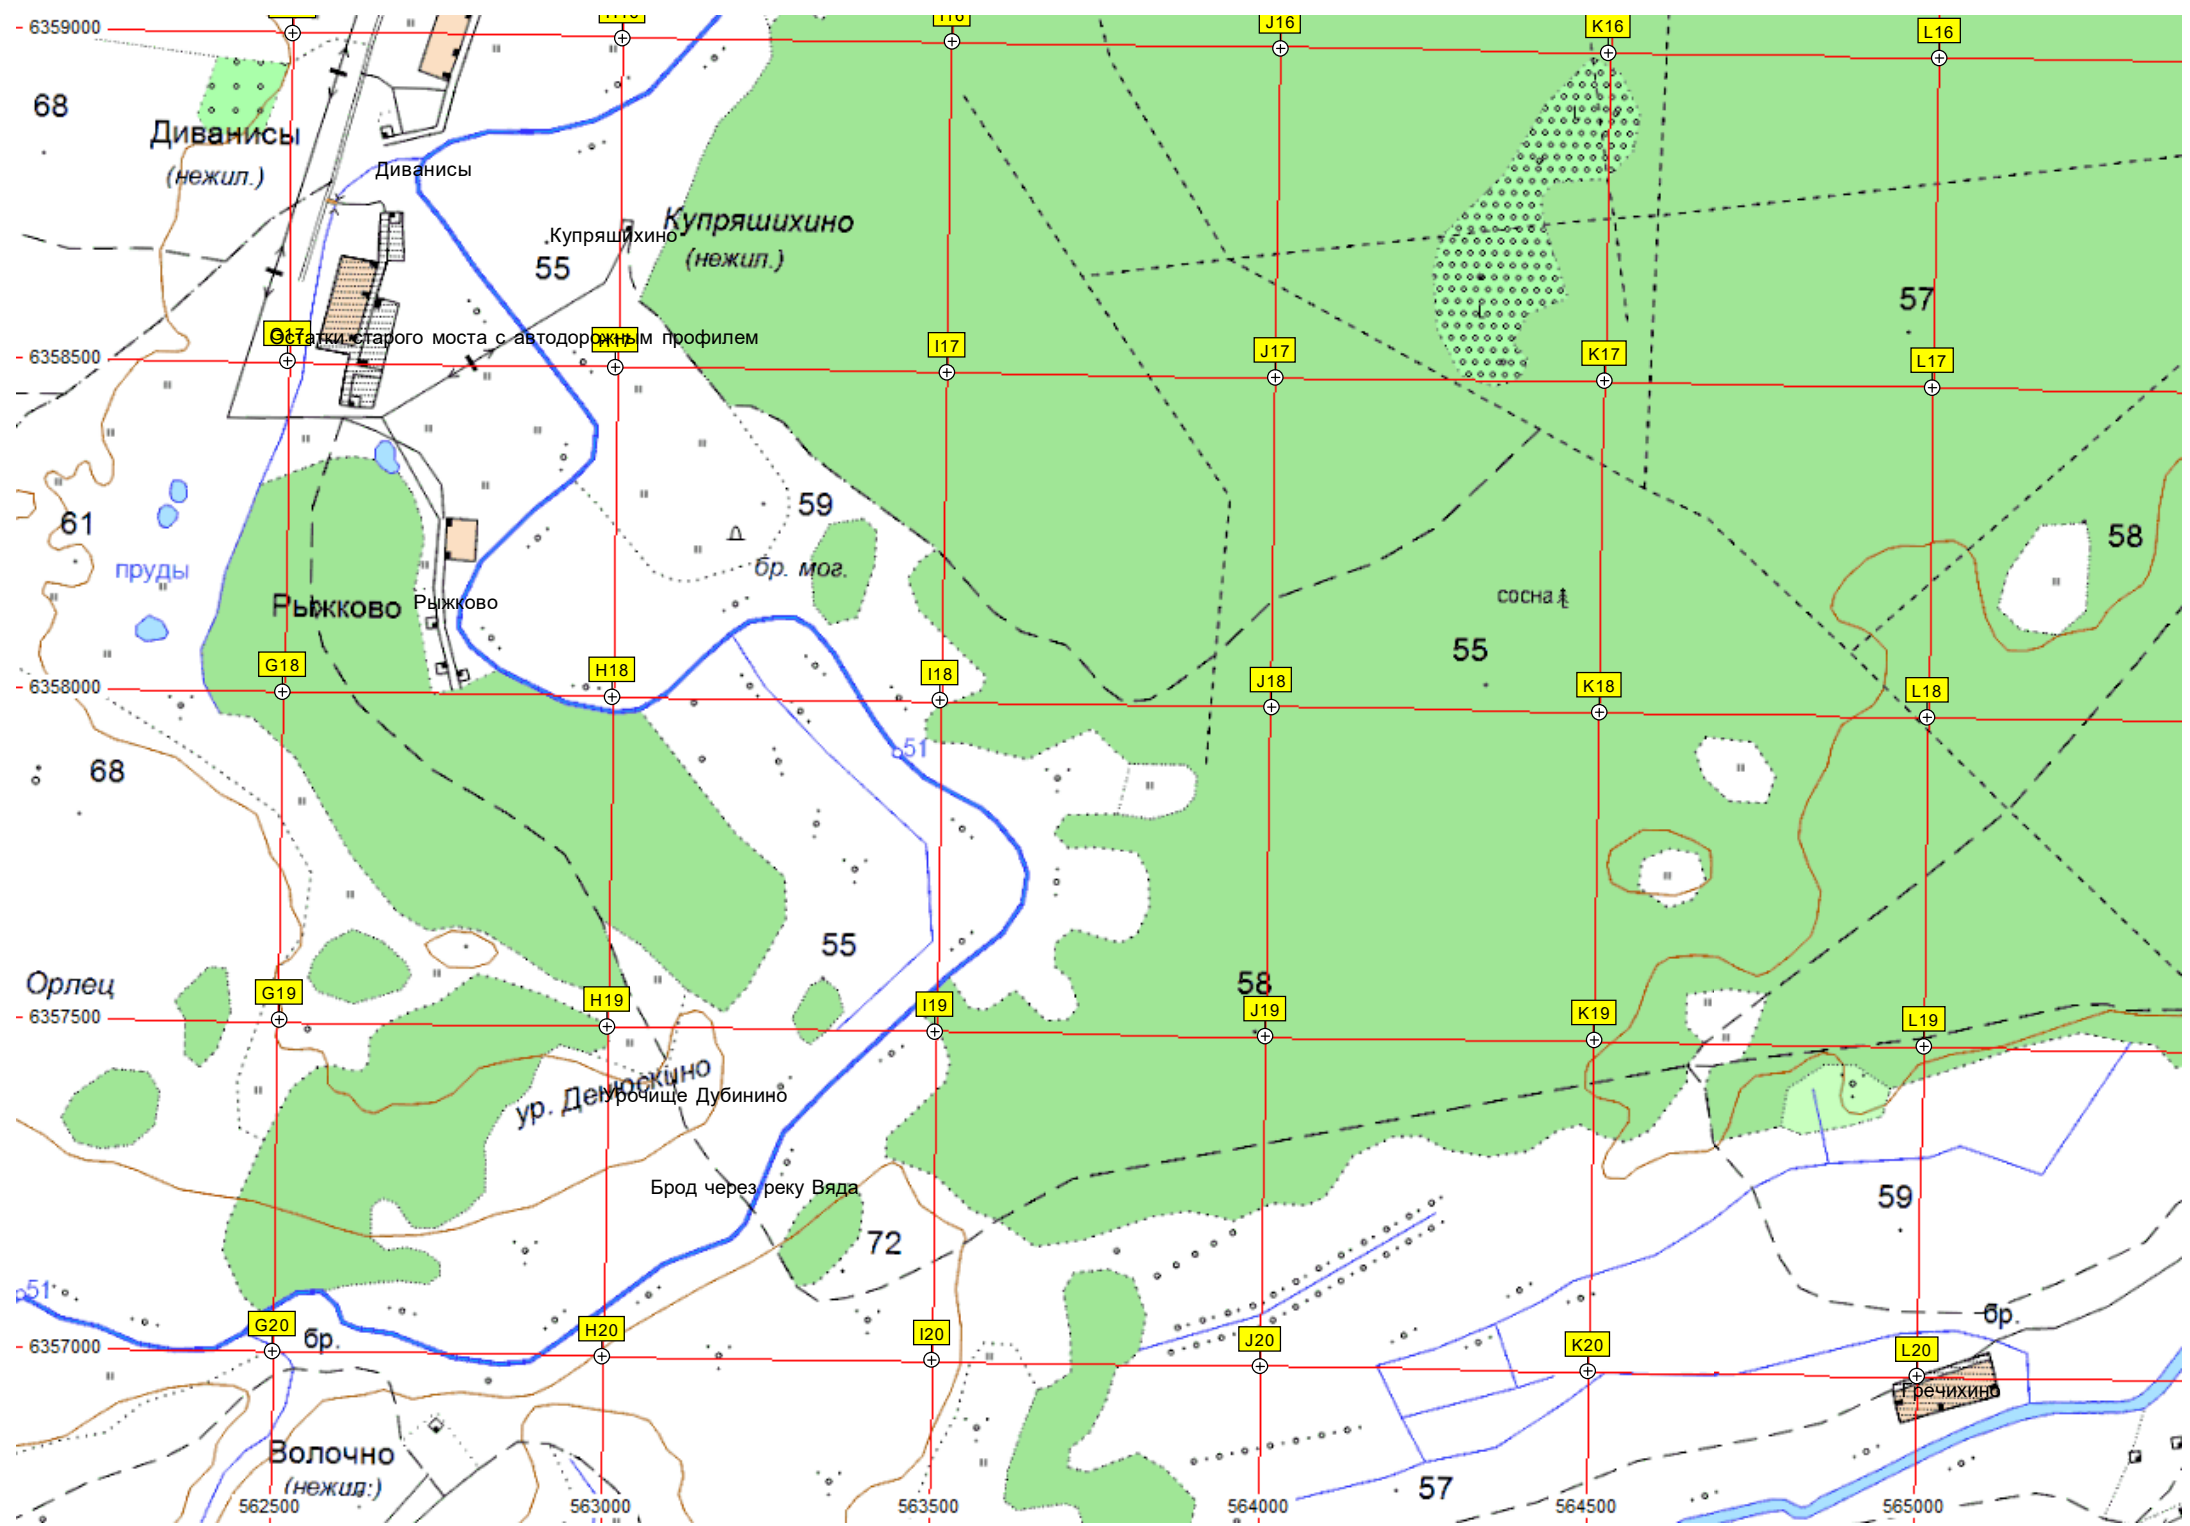 6359000
J16
K16
L16
68
Диванисы
(нежил.)
Диванисы
Купряшихино
Купряшихино
(нежил.)
55
57
Остатки старого моста с автодорожным профилем
G17
H17
I17
J17
K17
L17
6358500
59
61
58
пруды
бр. мог.
сосна
Рыжково
Рыжково
55
G18
H18
I18
J18
K18
L18
6358000
51
68
55
Орлец
58
G19
H19
I19
J19
K19
L19
6357500
ур. Демоскино
Урочище Дубинино
Брод через реку Вяда
59
72
51
бр.
G20
бр.
H20
I20
J20
K20
L20
6357000
Гречихино
Волочно
(нежил.)
57
562500
563000
563500
564000
564500
565000